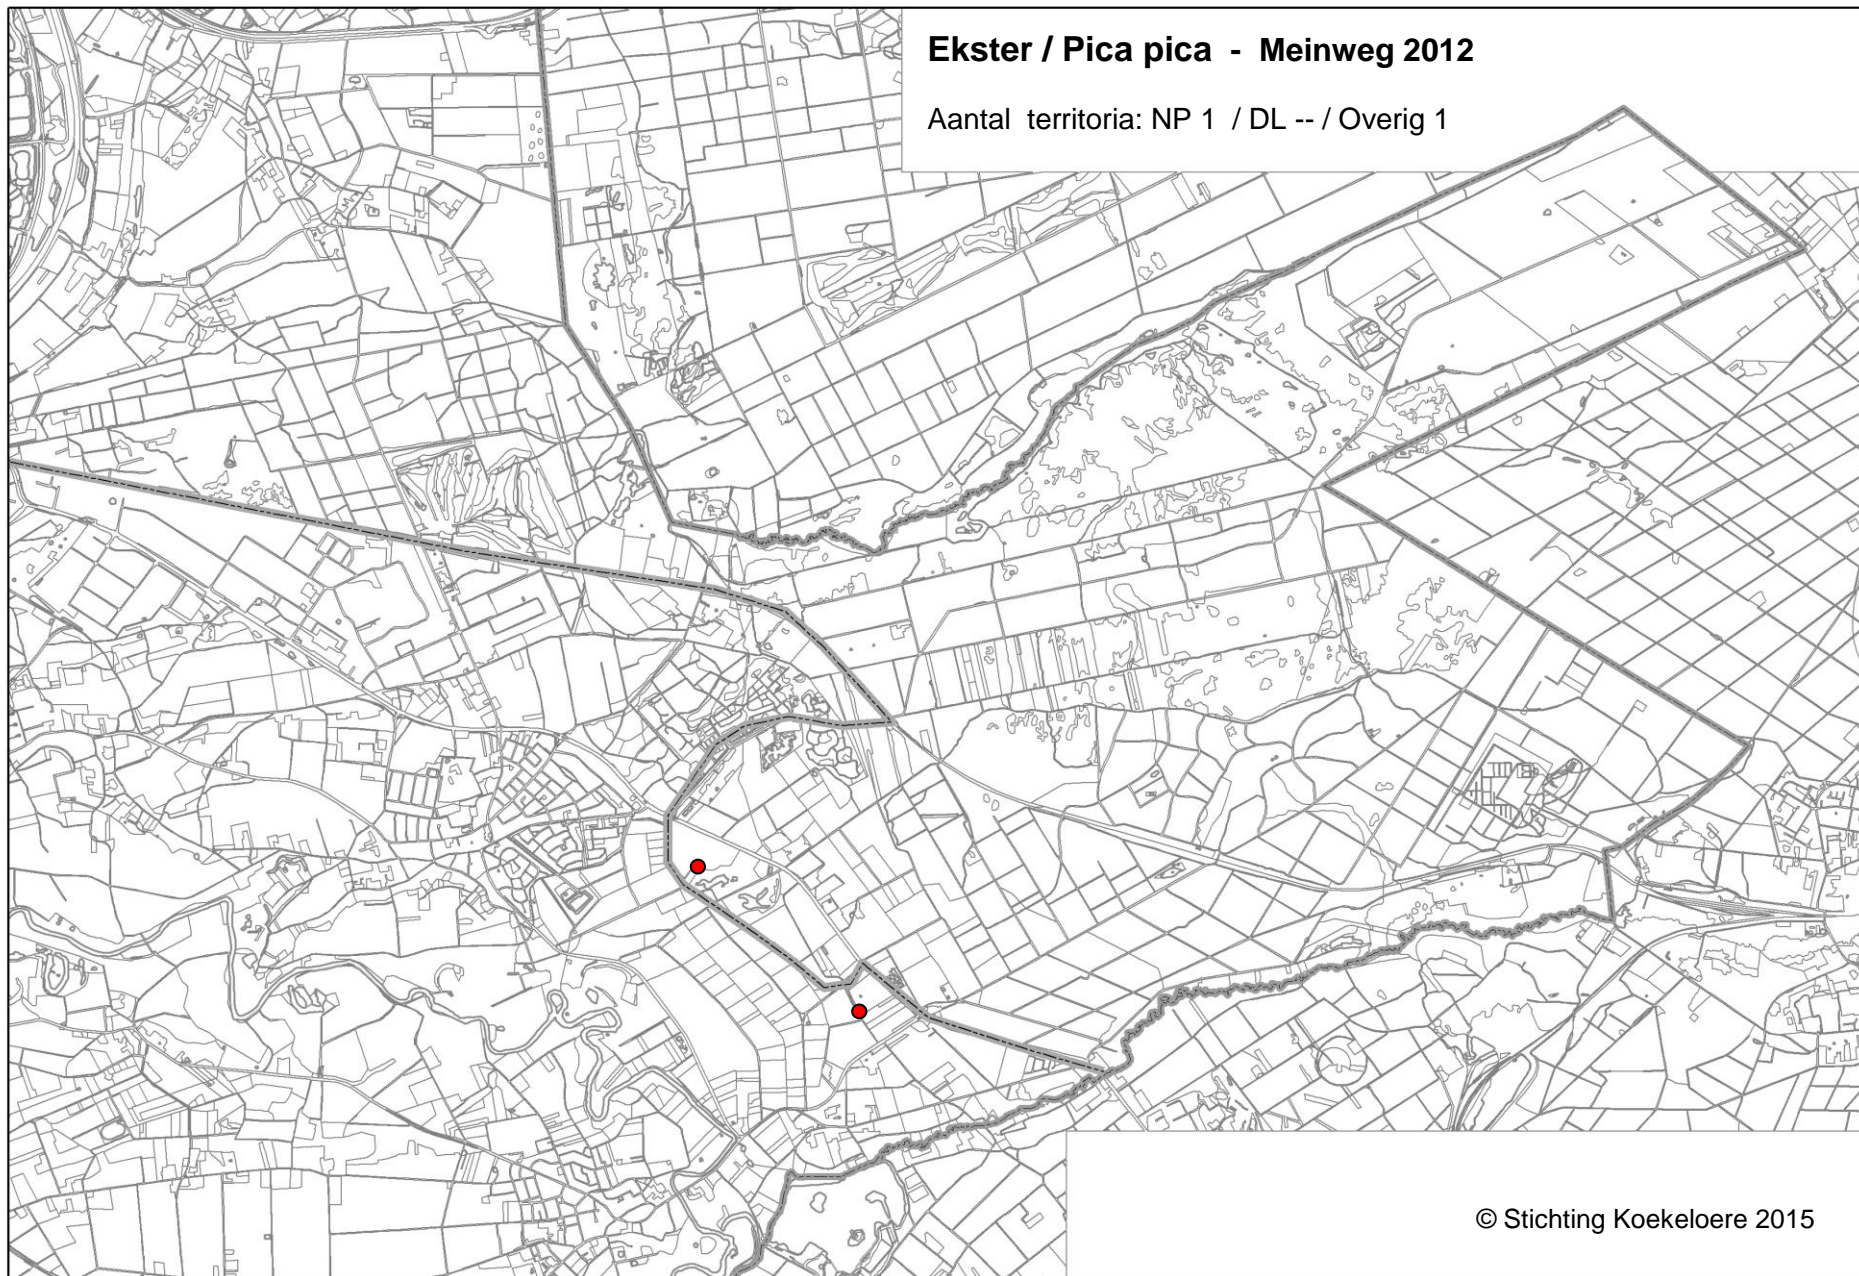 Ekster / Pica pica - Meinweg 2012
Aantal territoria: NP 1 / DL -- / Overig 1
© Stichting Koekeloere 2015